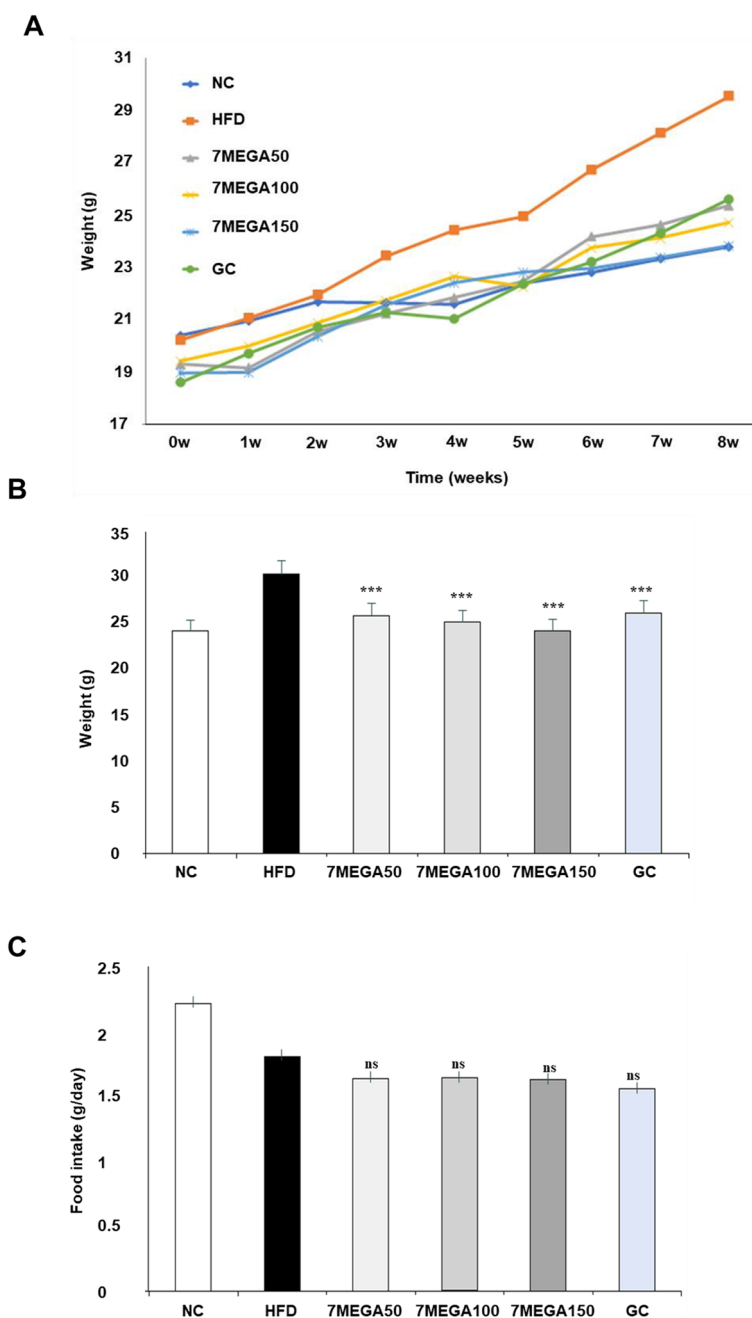 A
31
29
27
25
23
21
19
17
Weight (g)
NC
HFD
7MEGA50
7MEGA100
7MEGA150
GC
0w 1w 2w 3w 4w 5w 6w 7w 8w
Time (weeks)
B
35
30
25
20
15
10
5
0
Weight (g)
*** *** *** ***
NC HFD 7MEGA50 7MEGA100 7MEGA150 GC
C
2.5
2
1.5
1
0.5
0
Food intake (g/day)
ns ns ns ns
NC HFD 7MEGA50 7MEGA100 7MEGA150 GC